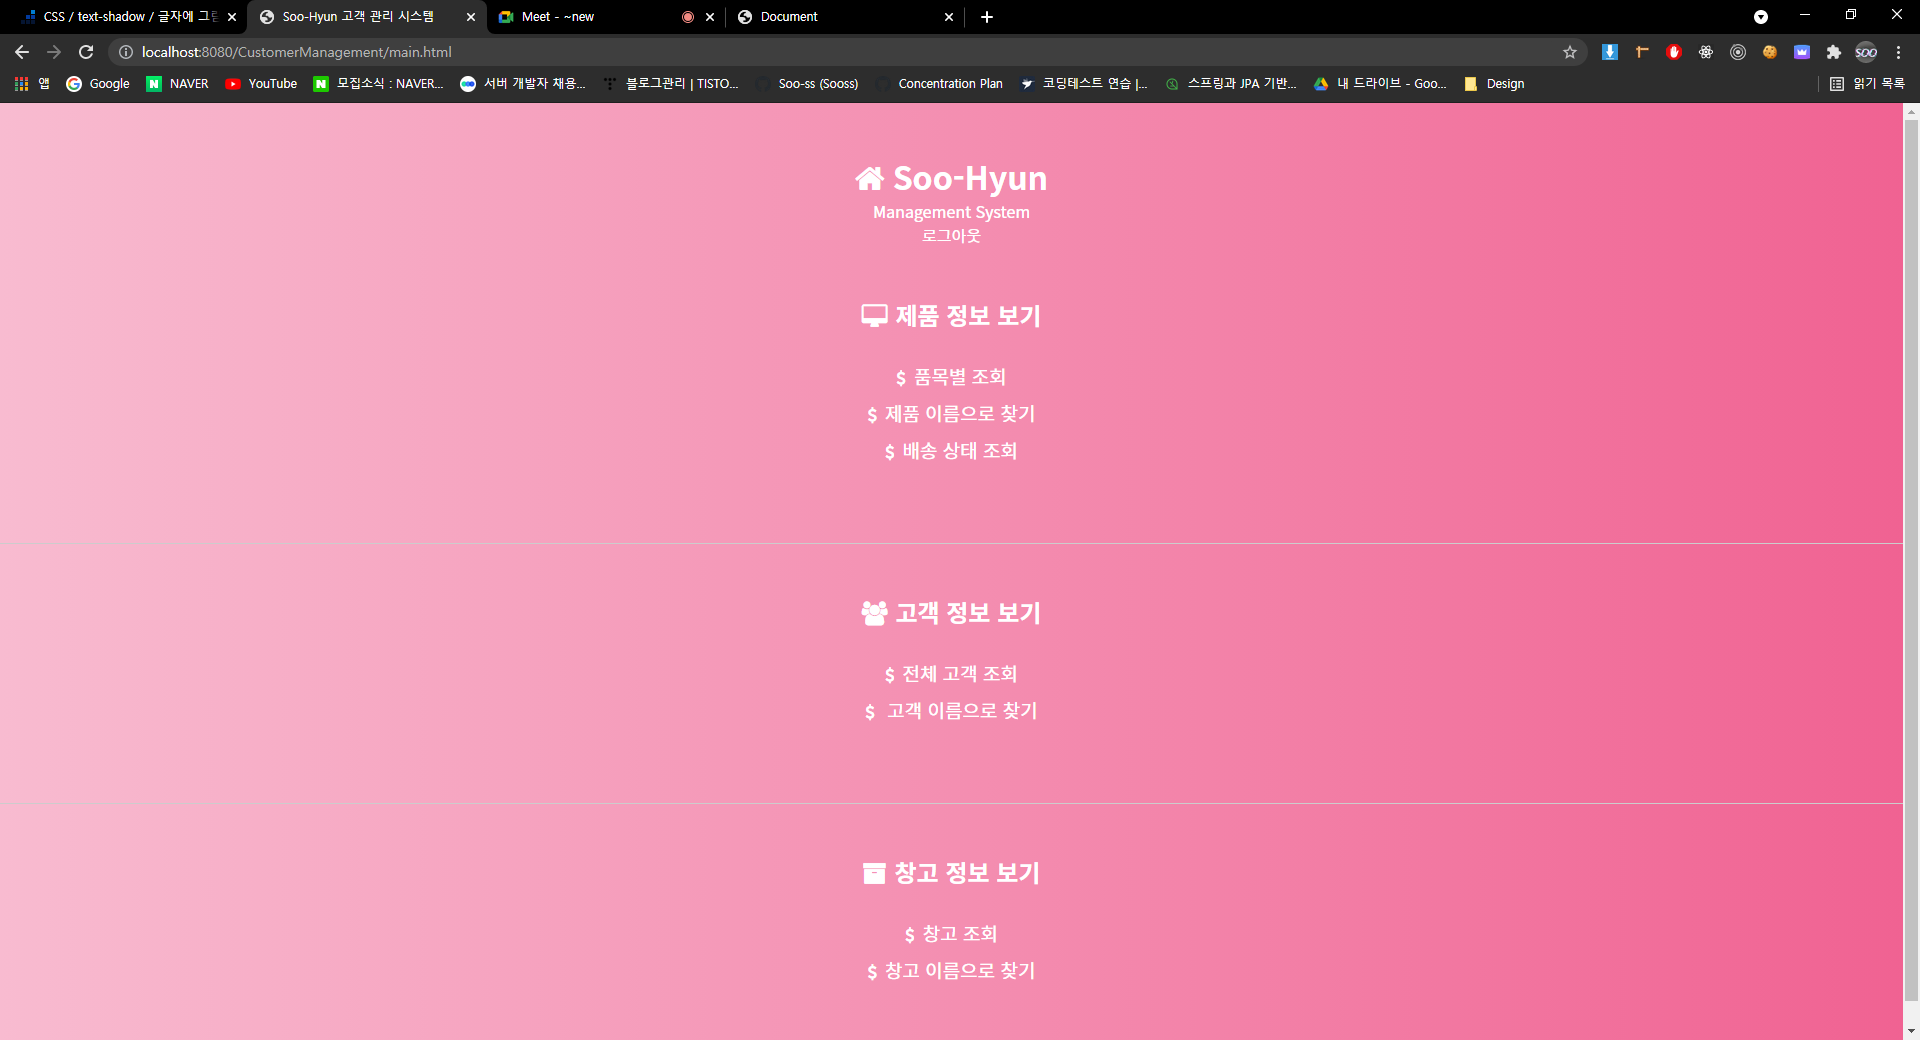 CSS / text-shadow / 글자에 그림
Soo-Hyun 고객 관리 시스템
Meet - ~new
Document
localhost:8080/CustomerManagement/main.html
SOO
앱
Google
NAVER
YouTube
모집소식 : NAVER...
서버 개발자 채용...
블로그관리 | TISTO...
Soo-ss (Sooss)
Concentration Plan
코딩테스트 연습 |...
스프링과 JPA 기반...
내 드라이브 - Goo...
Design
읽기 목록
Soo-Hyun
Management System
로그아웃
제품 정보 보기
$ 품목별 조회
$ 제품 이름으로 찾기
$ 배송 상태 조회
고객 정보 보기
$ 전체 고객 조회
$ 고객 이름으로 찾기
창고 정보 보기
$ 창고 조회
$ 창고 이름으로 찾기